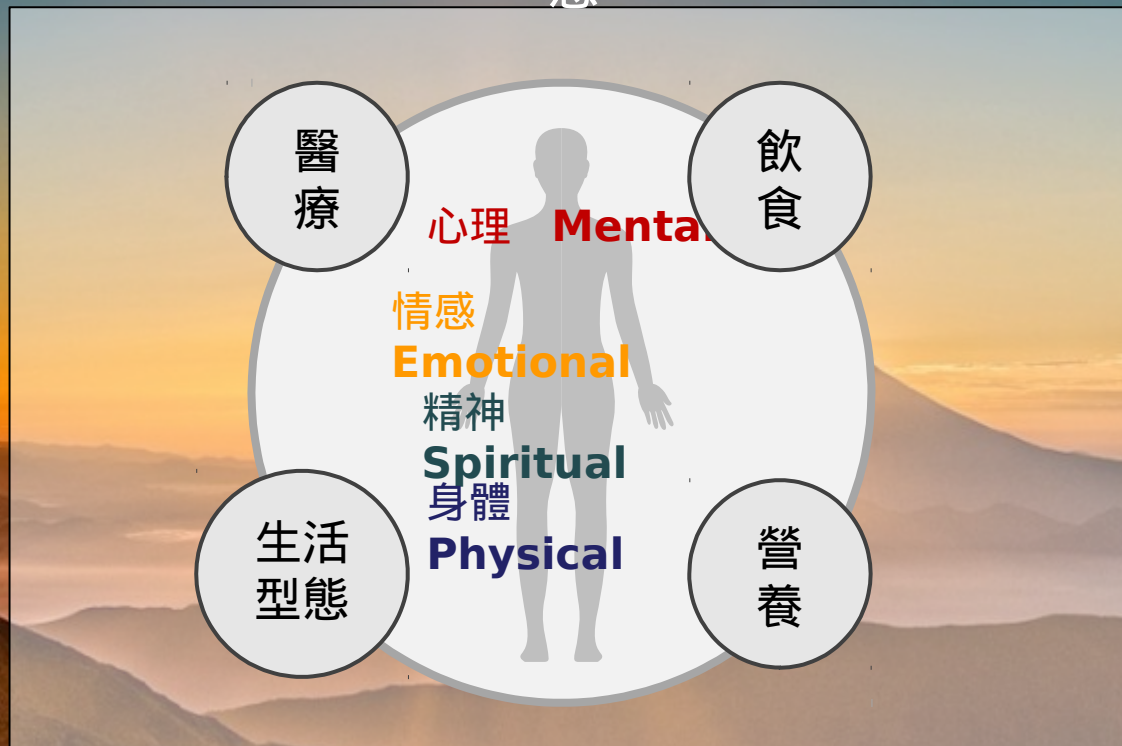 醫
療
飲
食
心理 Mental
情感
Emotional
精神
Spiritual
身體
Physical
生活
型態
營
養